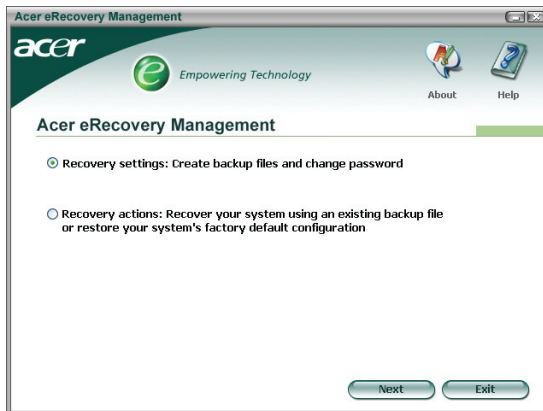 Acer eRecovery Management
acer
e Empowering Technology
About
Help
Acer eRecovery Management
Recovery settings: Create backup files and change password
Recovery actions: Recover your system using an existing backup file
or restore your system's factory default configuration
Next
Exit